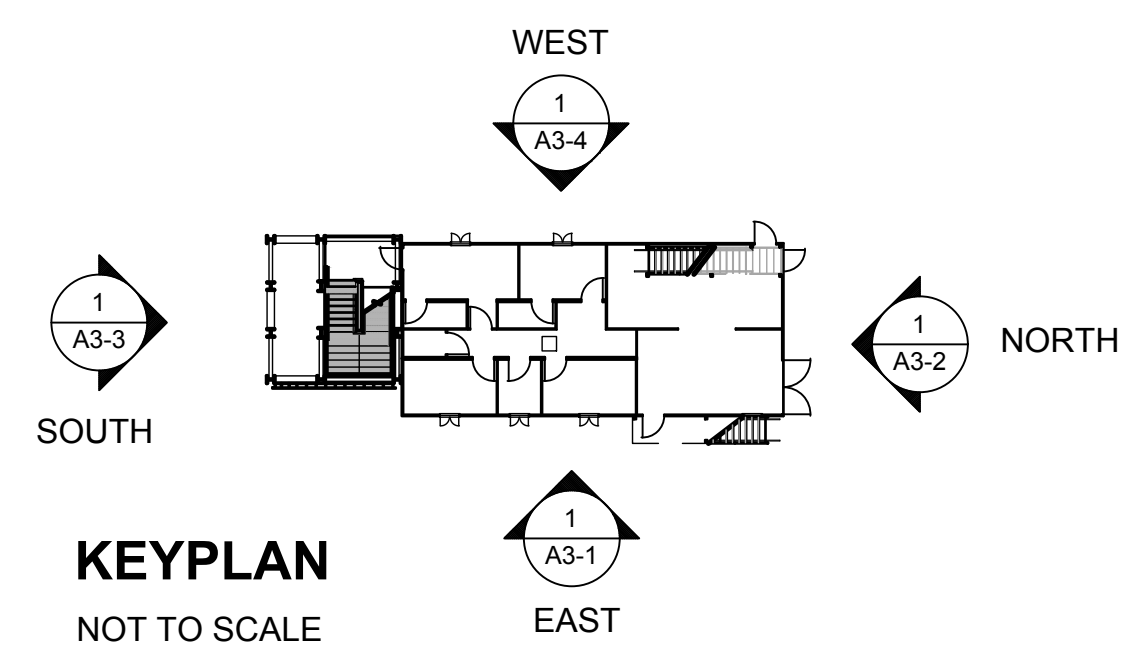 WEST
1
A3-4
1
A3-3
SOUTH
1
A3-2
NORTH
1
A3-1
EAST
KEYPLAN
NOT TO SCALE